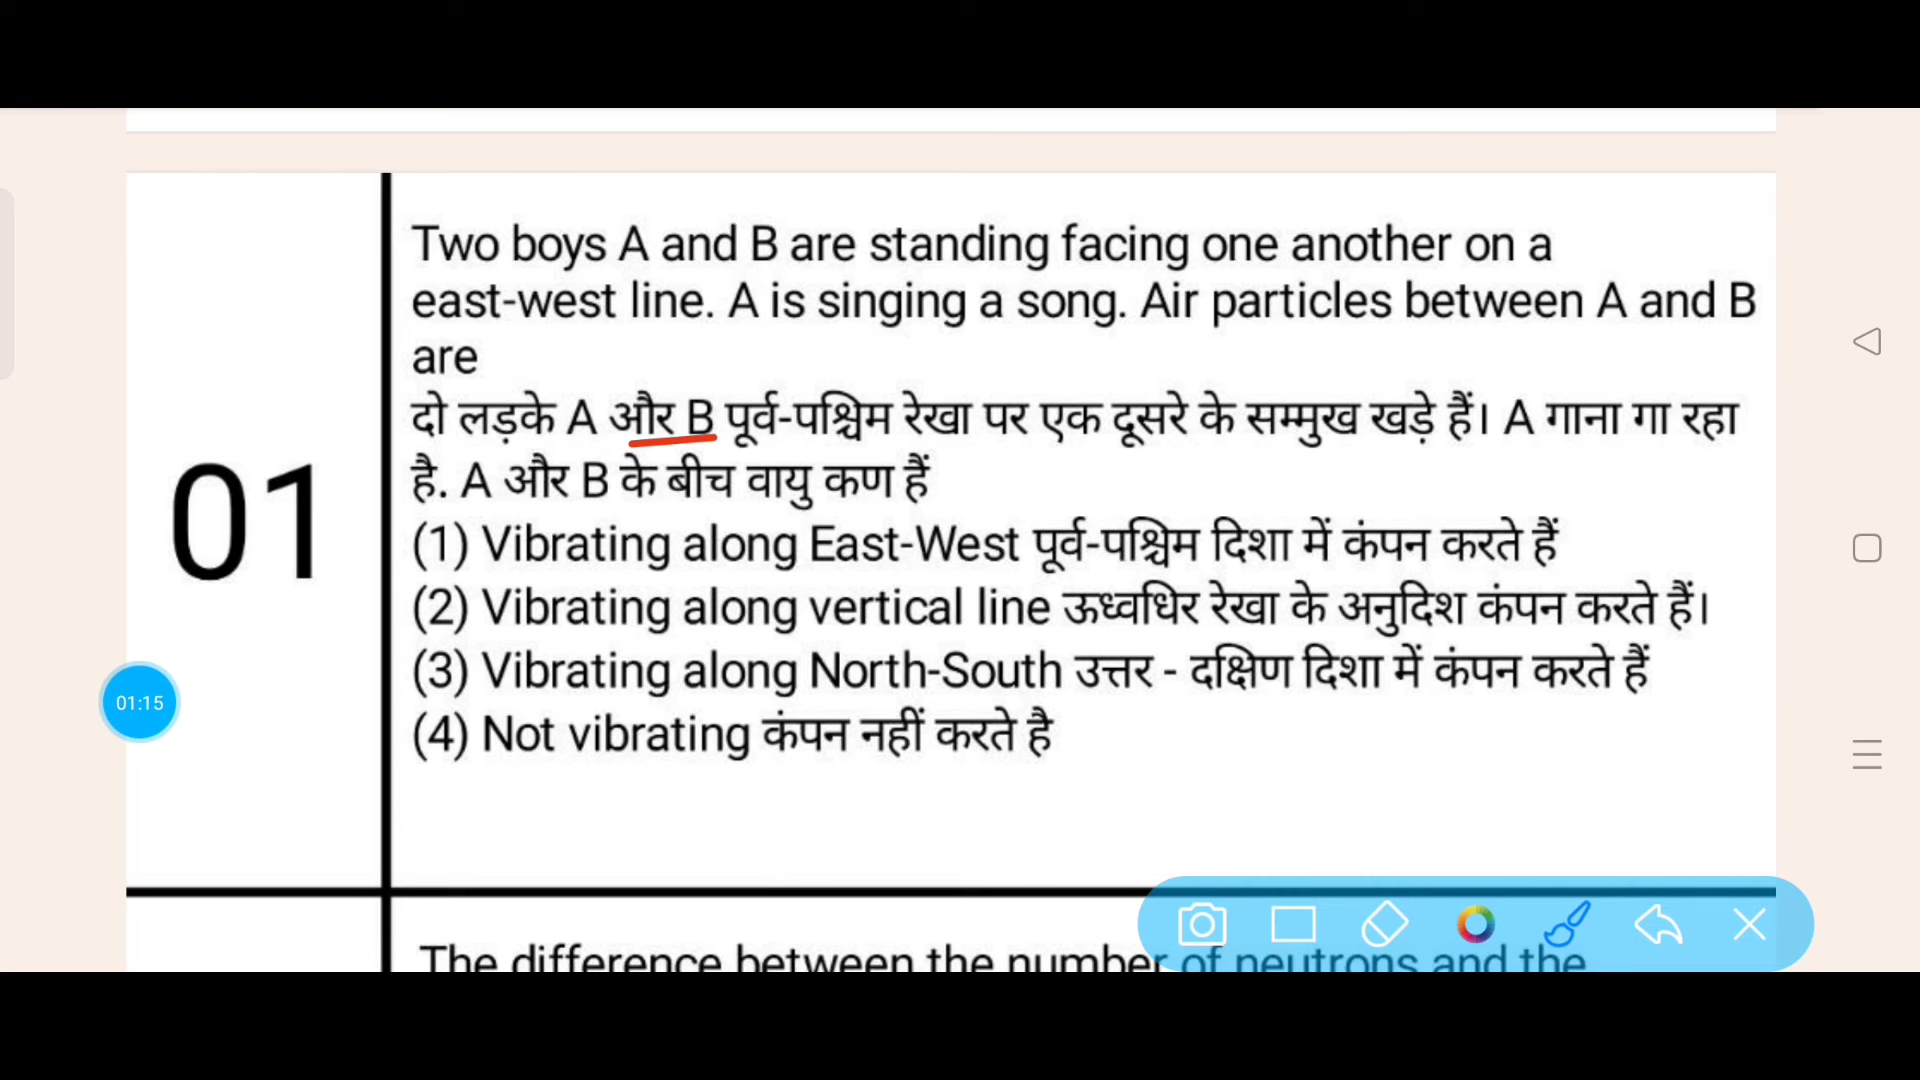 Two boys A and B are standing facing one another on a
east-west line. A is singing a song. Air particles between A and B
are
दो लड़के A और B पूर्व-पश्चिम रेखा पर एक दूसरे के सम्मुख खड़े हैं। A गाना गा रहा
है. A और B के बीच वायु कण हैं
01
(1) Vibrating along East-West पूर्व-पश्चिम दिशा में कंपन करते हैं
(2) Vibrating along vertical line ऊध्वधिर रेखा के अनुदिश कंपन करते हैं।
(3) Vibrating along North-South उत्तर - दक्षिण दिशा में कंपन करते हैं
01:15
(4) Not vibrating कंपन नहीं करते है
The difference between the number of neutrons and the